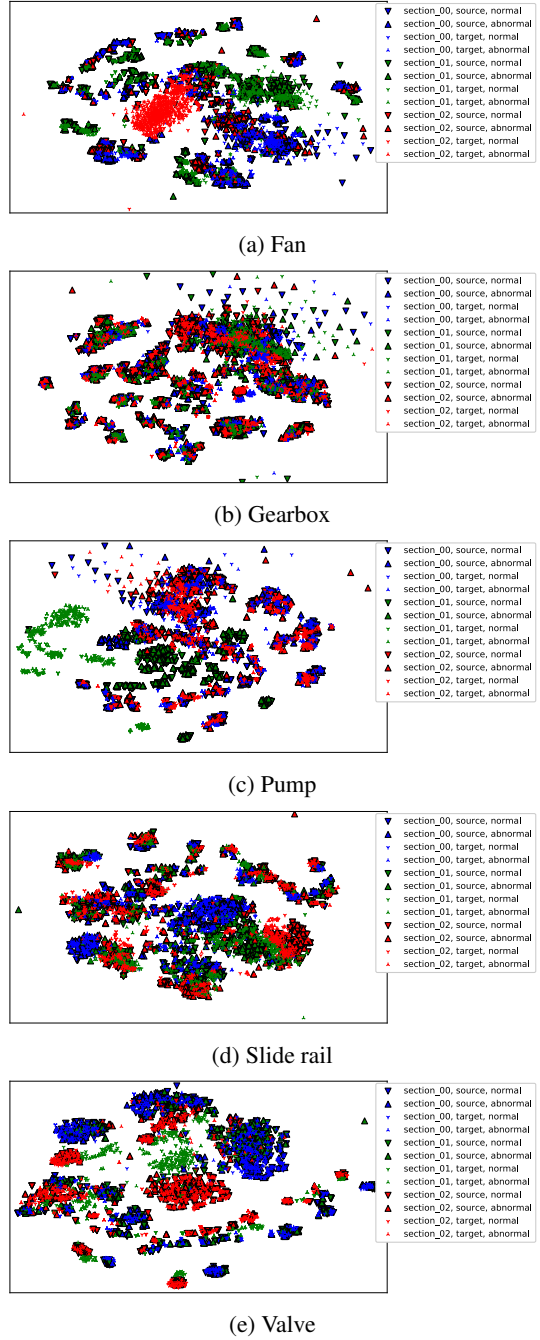 section_00, source, normal
section_00, source, abnormal
section_00, target, normal
section_00, target, abnormal
section_01, source, normal
section_01, source, abnormal
section_01, target, normal
section_01, target, abnormal
section_02, source, normal
section_02, source, abnormal
section_02, target, normal
section_02, target, abnormal
(a) Fan
section_00, source, normal
section_00, source, abnormal
section_00, target, normal
section_00, target, abnormal
section_01, source, normal
section_01, source, abnormal
section_01, target, normal
section_01, target, abnormal
section_02, source, normal
section_02, source, abnormal
section_02, target, normal
section_02, target, abnormal
(b) Gearbox
section_00, source, normal
section_00, source, abnormal
section_00, target, normal
section_00, target, abnormal
section_01, source, normal
section_01, source, abnormal
section_01, target, normal
section_01, target, abnormal
section_02, source, normal
section_02, source, abnormal
section_02, target, normal
section_02, target, abnormal
(c) Pump
section_00, source, normal
section_00, source, abnormal
section_00, target, normal
section_00, target, abnormal
section_01, source, normal
section_01, source, abnormal
section_01, target, normal
section_01, target, abnormal
section_02, source, normal
section_02, source, abnormal
section_02, target, normal
section_02, target, abnormal
(d) Slide rail
section_00, source, normal
section_00, source, abnormal
section_00, target, normal
section_00, target, abnormal
section_01, source, normal
section_01, source, abnormal
section_01, target, normal
section_01, target, abnormal
section_02, source, normal
section_02, source, abnormal
section_02, target, normal
section_02, target, abnormal
(e) Valve